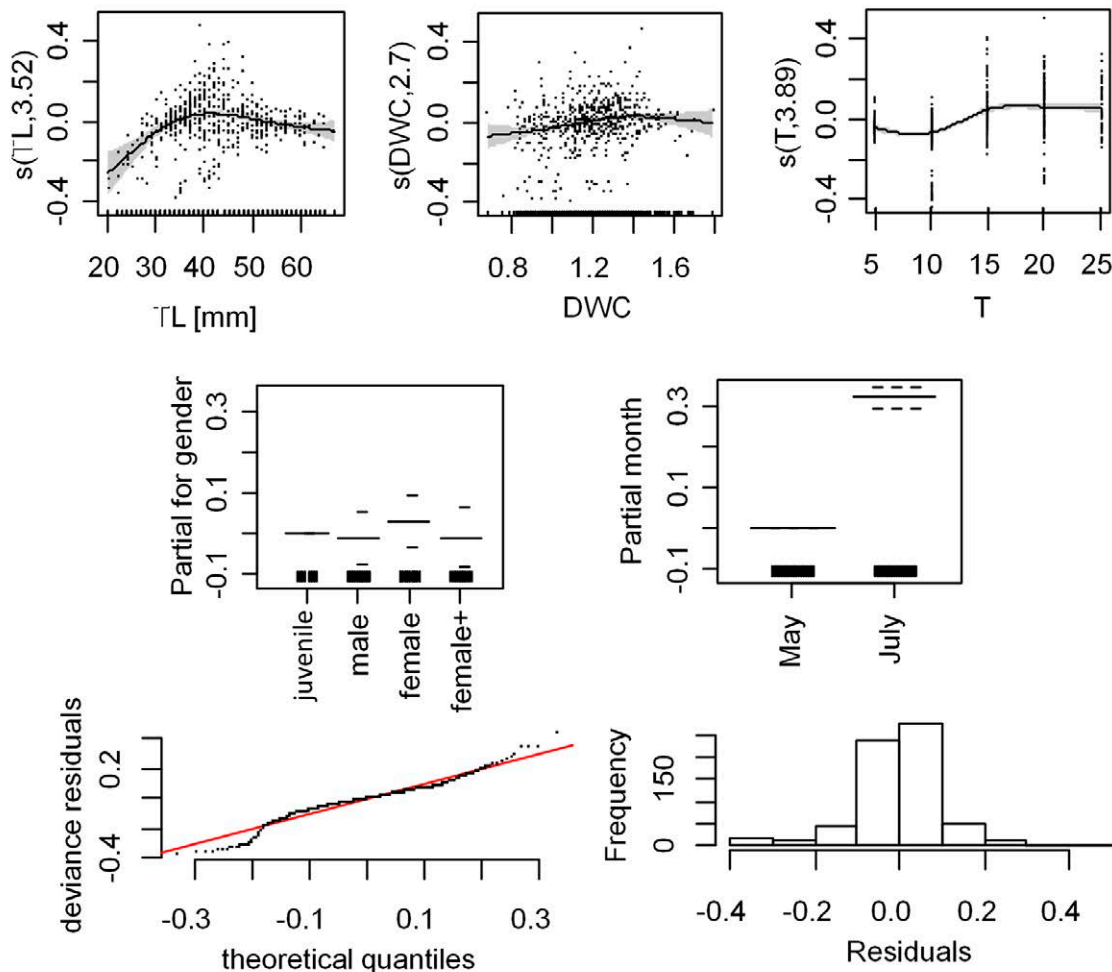 s(TL,3.52)
0.4
0.0
-0.4
20 30 40 50 60
TL [mm]
s(DWC,2.7)
0.4
0.0
-0.4
0.8 1.2 1.6
DWC
s(T,3.89)
0.4
0.0
-0.4
5 10 15 20 25
T
Partial for gender
0.3
0.1
-0.1
juvenile
male
female
female+
Partial month
0.3
0.1
-0.1
May
July
deviance residuals
0.2
-0.4
-0.3 -0.1 0.1 0.3
theoretical quantiles
Frequency
150
0
-0.4 -0.2 0.0 0.2 0.4
Residuals